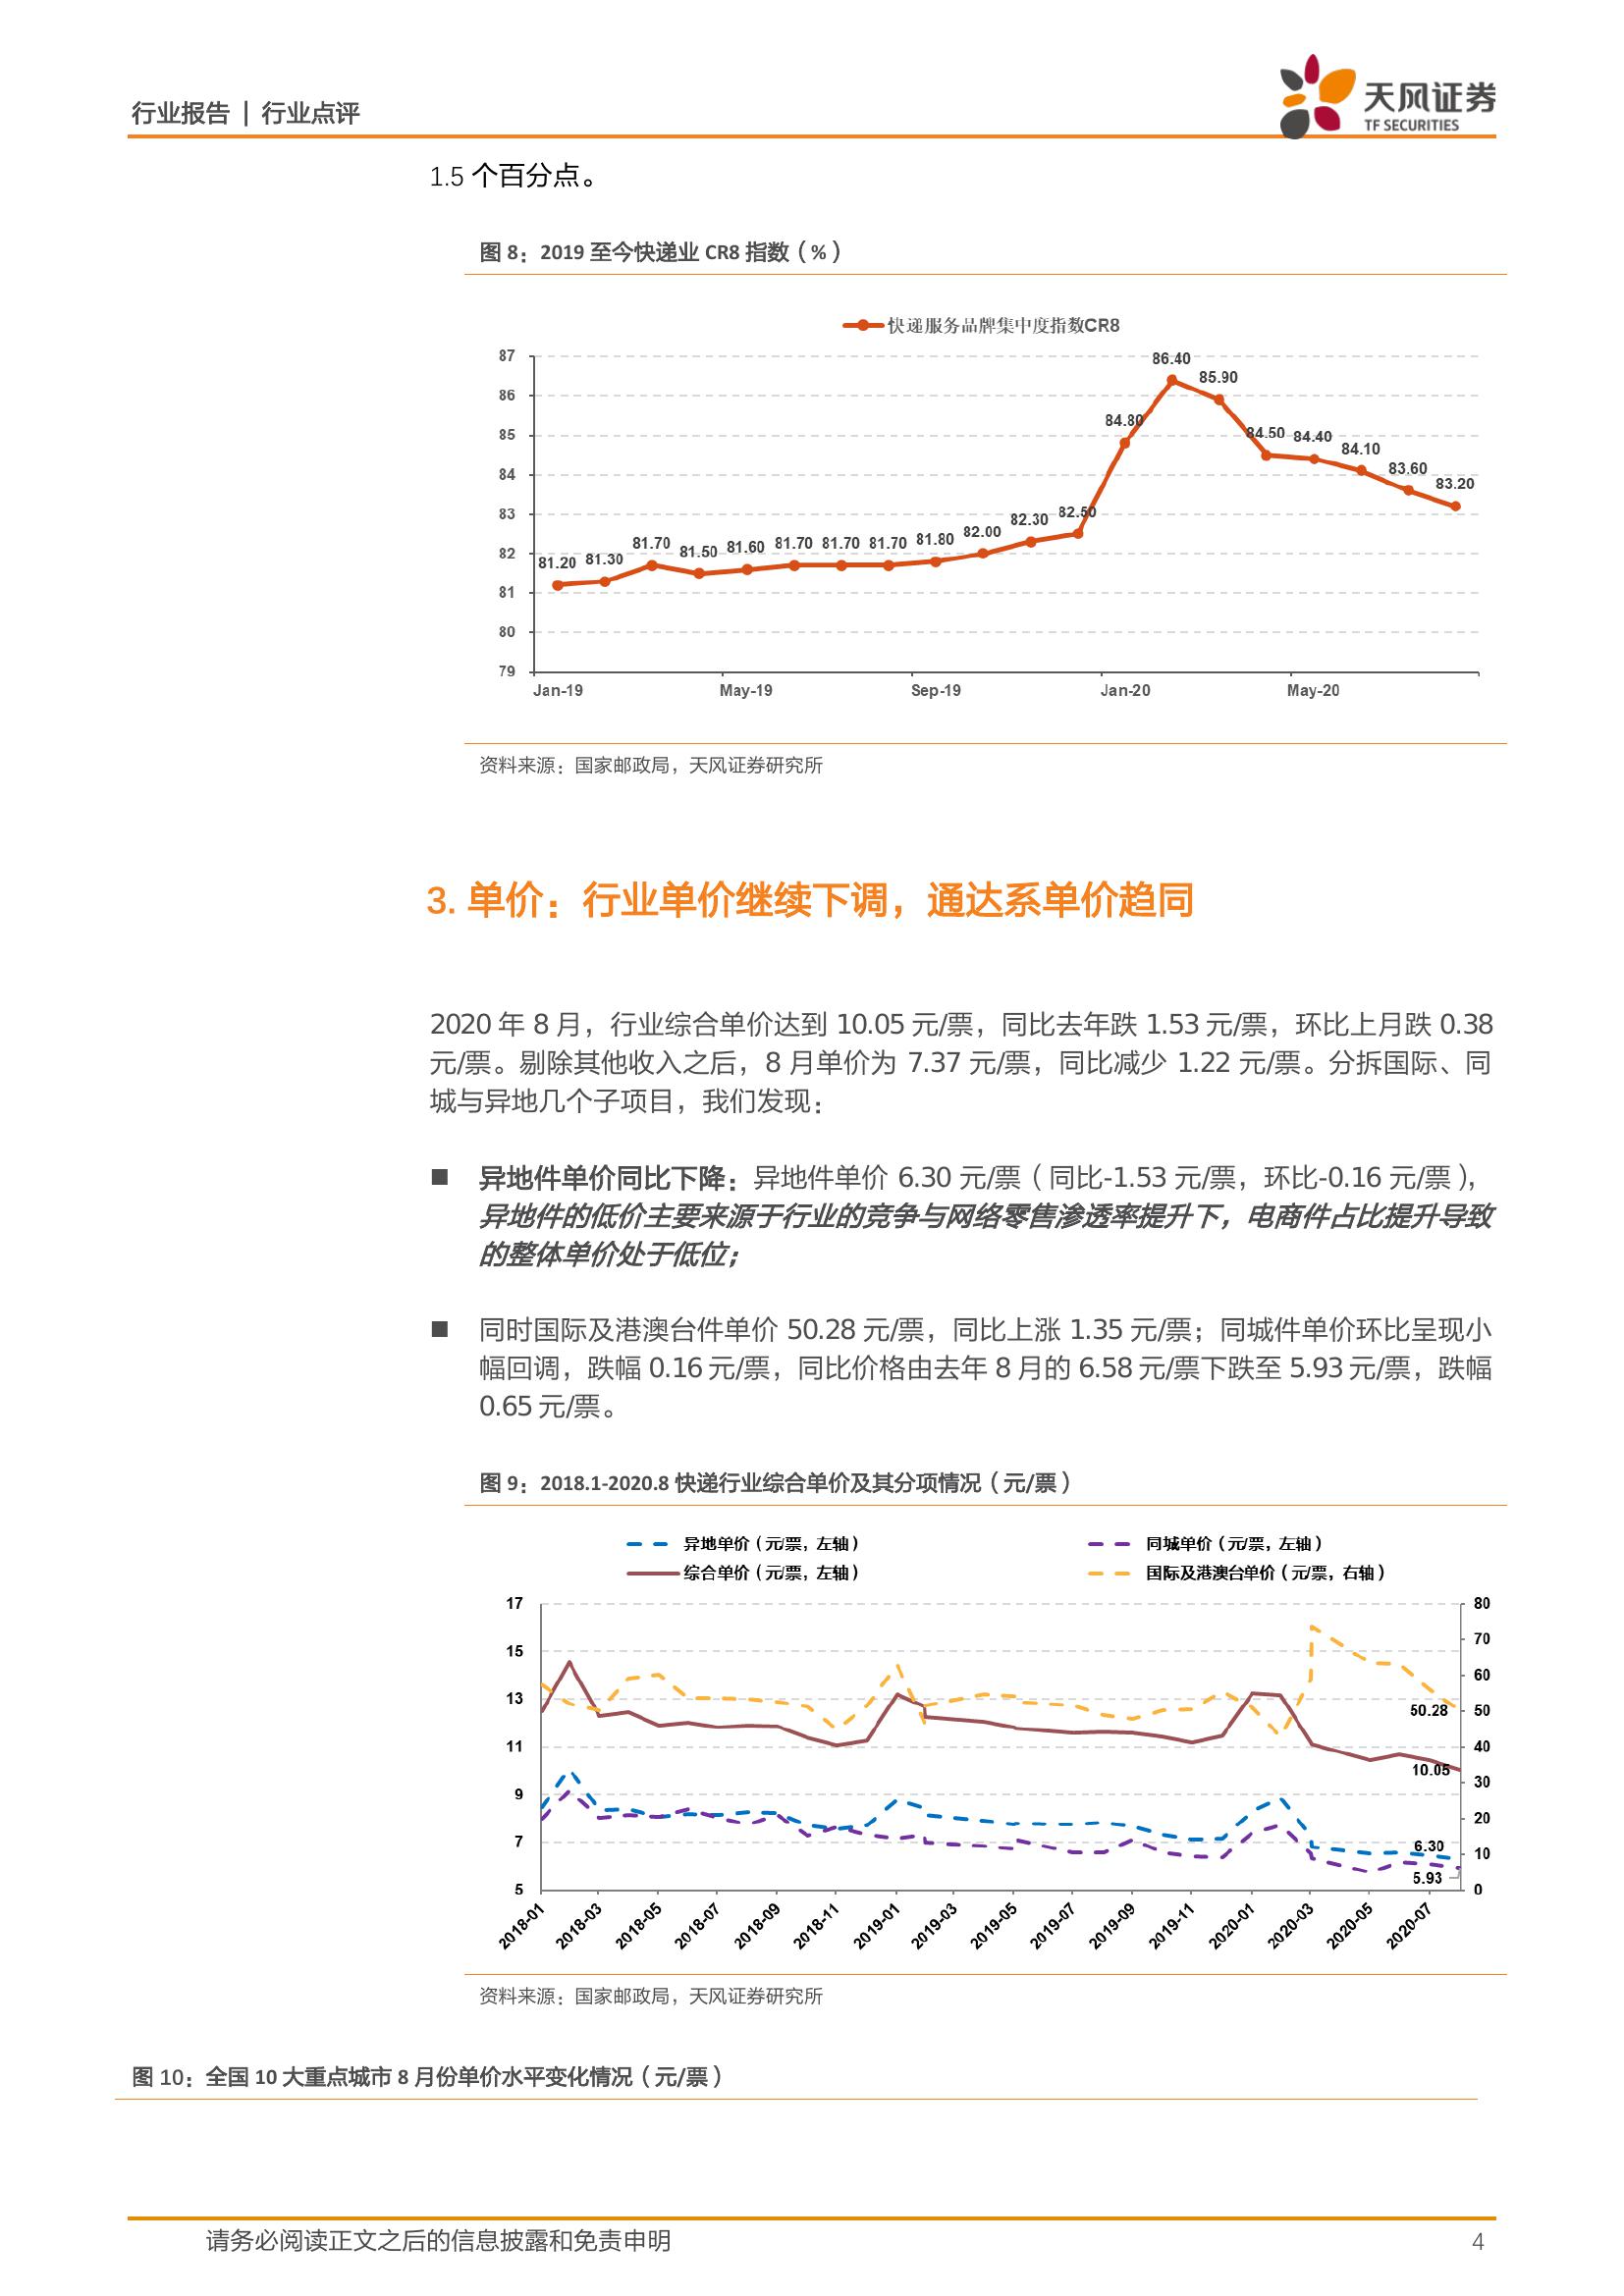 行业报告 | 行业点评
天风证券
TF SECURITIES
1.5 个百分点。
图 8：2019 至今快递业 CR8 指数（%）
快递服务品牌集中度指数CR8
87
86
85
84
83
82
81
80
79
81.20 81.30 81.70 81.50 81.60 81.70 81.70 81.70 81.80 82.00 82.30 82.50 84.80 86.40 85.90 84.50 84.40 84.10 83.60 83.20
Jan-19 May-19 Sep-19 Jan-20 May-20
资料来源：国家邮政局，天风证券研究所
3. 单价：行业单价继续下调，通达系单价趋同
2020 年 8 月，行业综合单价达到 10.05 元/票，同比去年跌 1.53 元/票，环比上月跌 0.38
元/票。剔除其他收入之后，8 月单价为 7.37 元/票，同比减少 1.22 元/票。分拆国际、同
城与异地几个子项目，我们发现：
■ 异地件单价同比下降：异地件单价 6.30 元/票（同比-1.53 元/票，环比-0.16 元/票），
异地件的低价主要来源于行业的竞争与网络零售渗透率提升下，电商件占比提升导致
的整体单价处于低位；
■ 同时国际及港澳台件单价 50.28 元/票，同比上涨 1.35 元/票；同城件单价环比呈现小
幅回调，跌幅 0.16 元/票，同比价格由去年 8 月的 6.58 元/票下跌至 5.93 元/票，跌幅
0.65 元/票。
图 9：2018.1-2020.8 快递行业综合单价及其分项情况（元/票）
异地单价（元/票，左轴） 同城单价（元/票，左轴）
综合单价（元/票，左轴） 国际及港澳台单价（元/票，右轴）
17
15
13
11
9
7
5
80
70
60
50
40
30
20
10
0
50.28
10.05
6.30
5.93
2018-01 2018-03 2018-05 2018-07 2018-09 2018-11 2019-01 2019-03 2019-05 2019-07 2019-09 2019-11 2020-01 2020-03 2020-05 2020-07
资料来源：国家邮政局，天风证券研究所
图 10：全国 10 大重点城市 8 月份单价水平变化情况（元/票）
请务必阅读正文之后的信息披露和免责申明 4